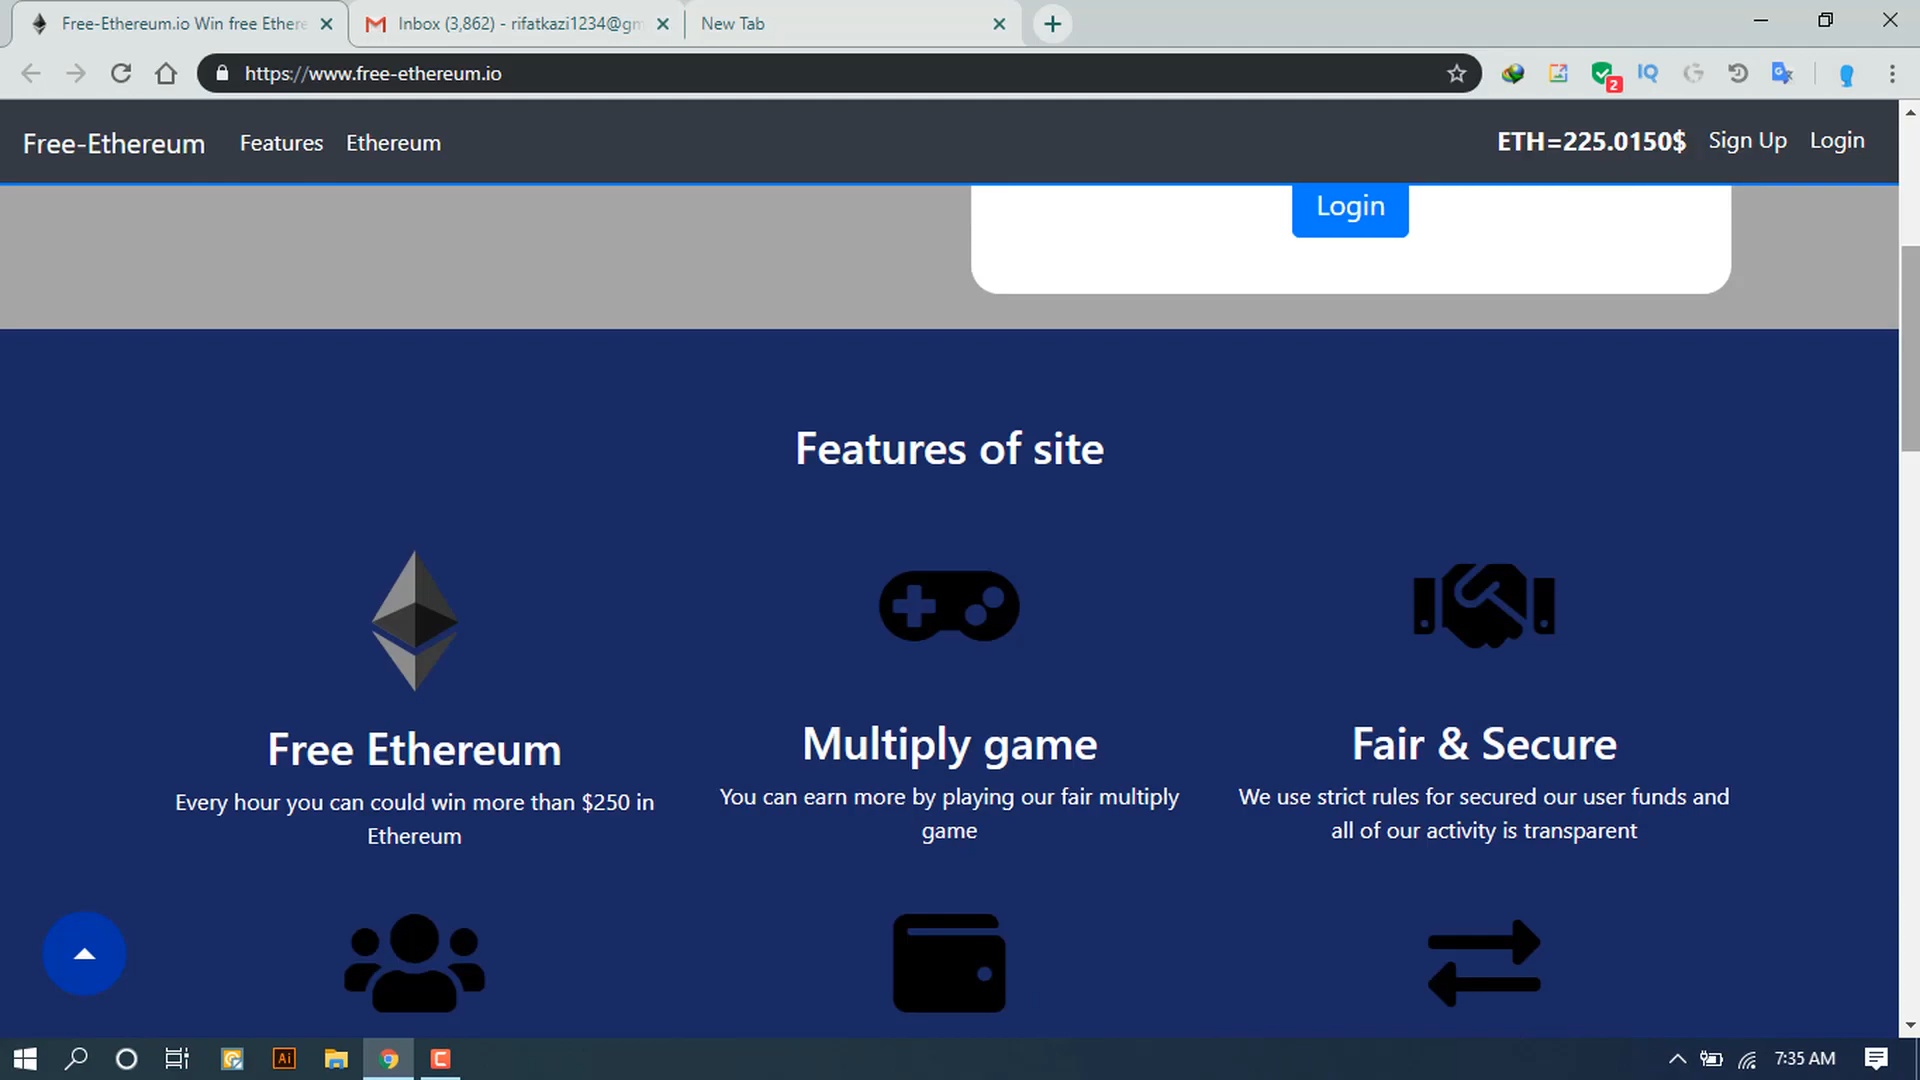 Free-Ethereum.io Win free Ethere
Inbox (3,862) - rifatkazi1234@gm
New Tab
https://www.free-ethereum.io
2
IQ
Free-Ethereum
Features
Ethereum
ETH=225.0150$
Sign Up
Login
Login
Features of site
Free Ethereum
Every hour you can could win more than $250 in
Ethereum
Multiply game
You can earn more by playing our fair multiply
game
Fair & Secure
We use strict rules for secured our user funds and
all of our activity is transparent
Ai
C
7:35 AM